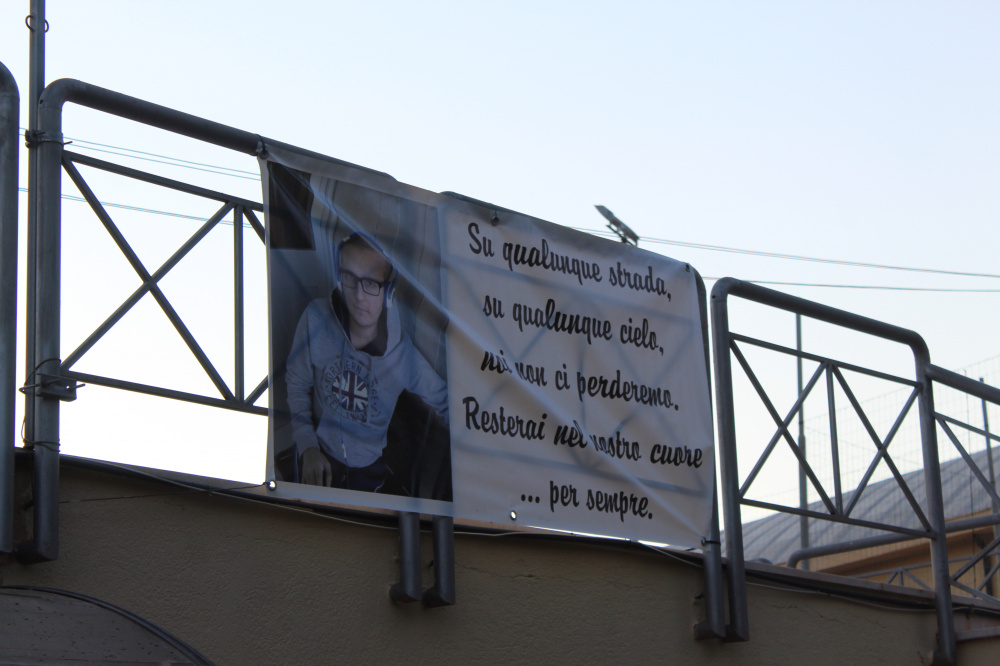 Su qualunque strada,
su qualunque cielo,
noi non ci perderemo.
Resterai nel nostro cuore
... per sempre.